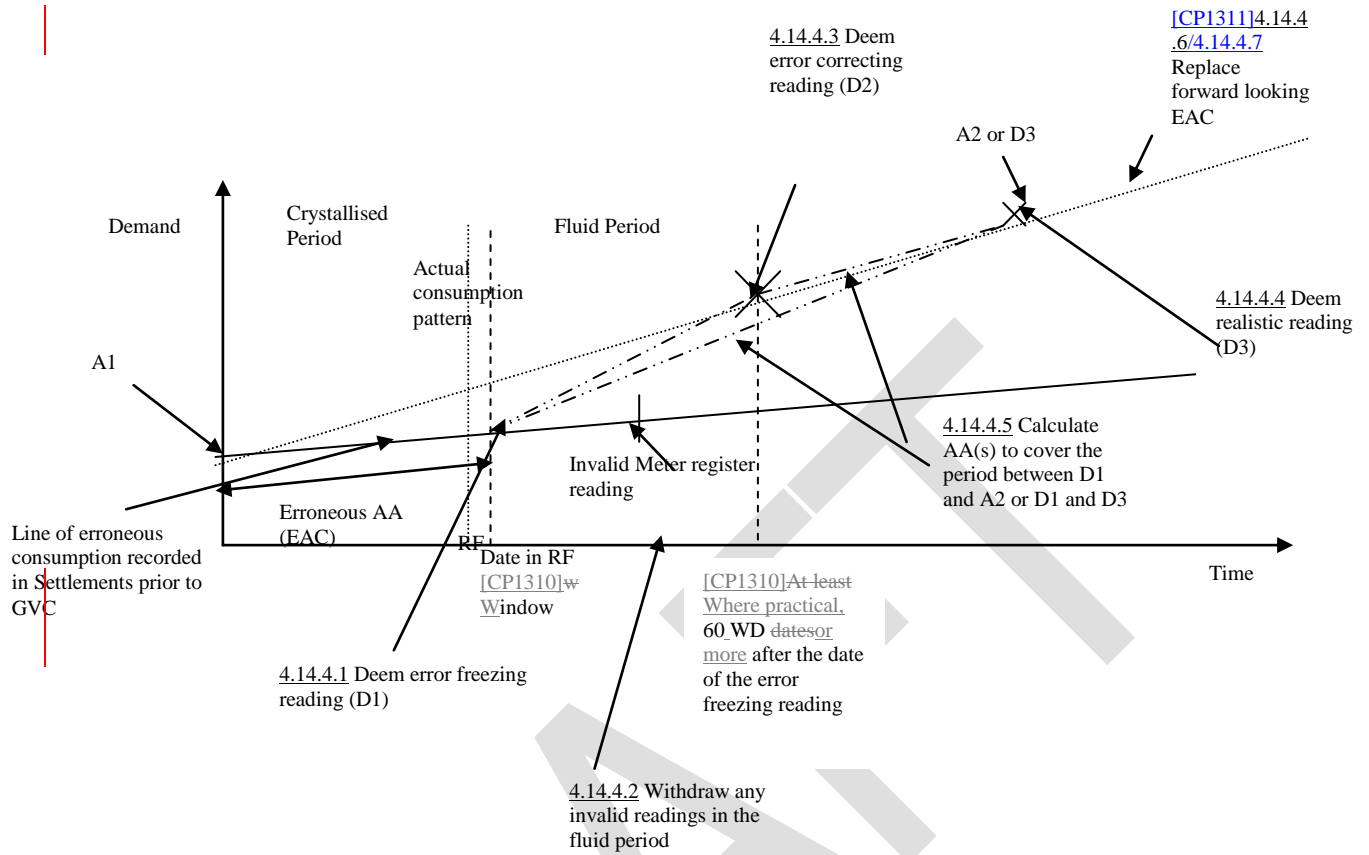 4.14.4.3 Deem
error correcting
reading (D2)
[CP1311]4.14.4
.6/4.14.4.7
Replace
forward looking
EAC
A2 or D3
Demand
Crystallised
Period
Fluid Period
Actual
consumption
pattern
A1
4.14.4.4 Deem
realistic reading
(D3)
4.14.4.5 Calculate
AA(s) to cover the
period between D1
and A2 or D1 and D3
Invalid Meter register
reading
Erroneous AA
(EAC)
RF
Line of erroneous
consumption recorded
in Settlements prior to
GVC
Date in RF
[CP1310]w
Window
[CP1310]At least
Where practical,
60 WD datesor
more after the date
of the error
freezing reading
Time
4.14.4.1 Deem error freezing
reading (D1)
4.14.4.2 Withdraw any
invalid readings in the
fluid period